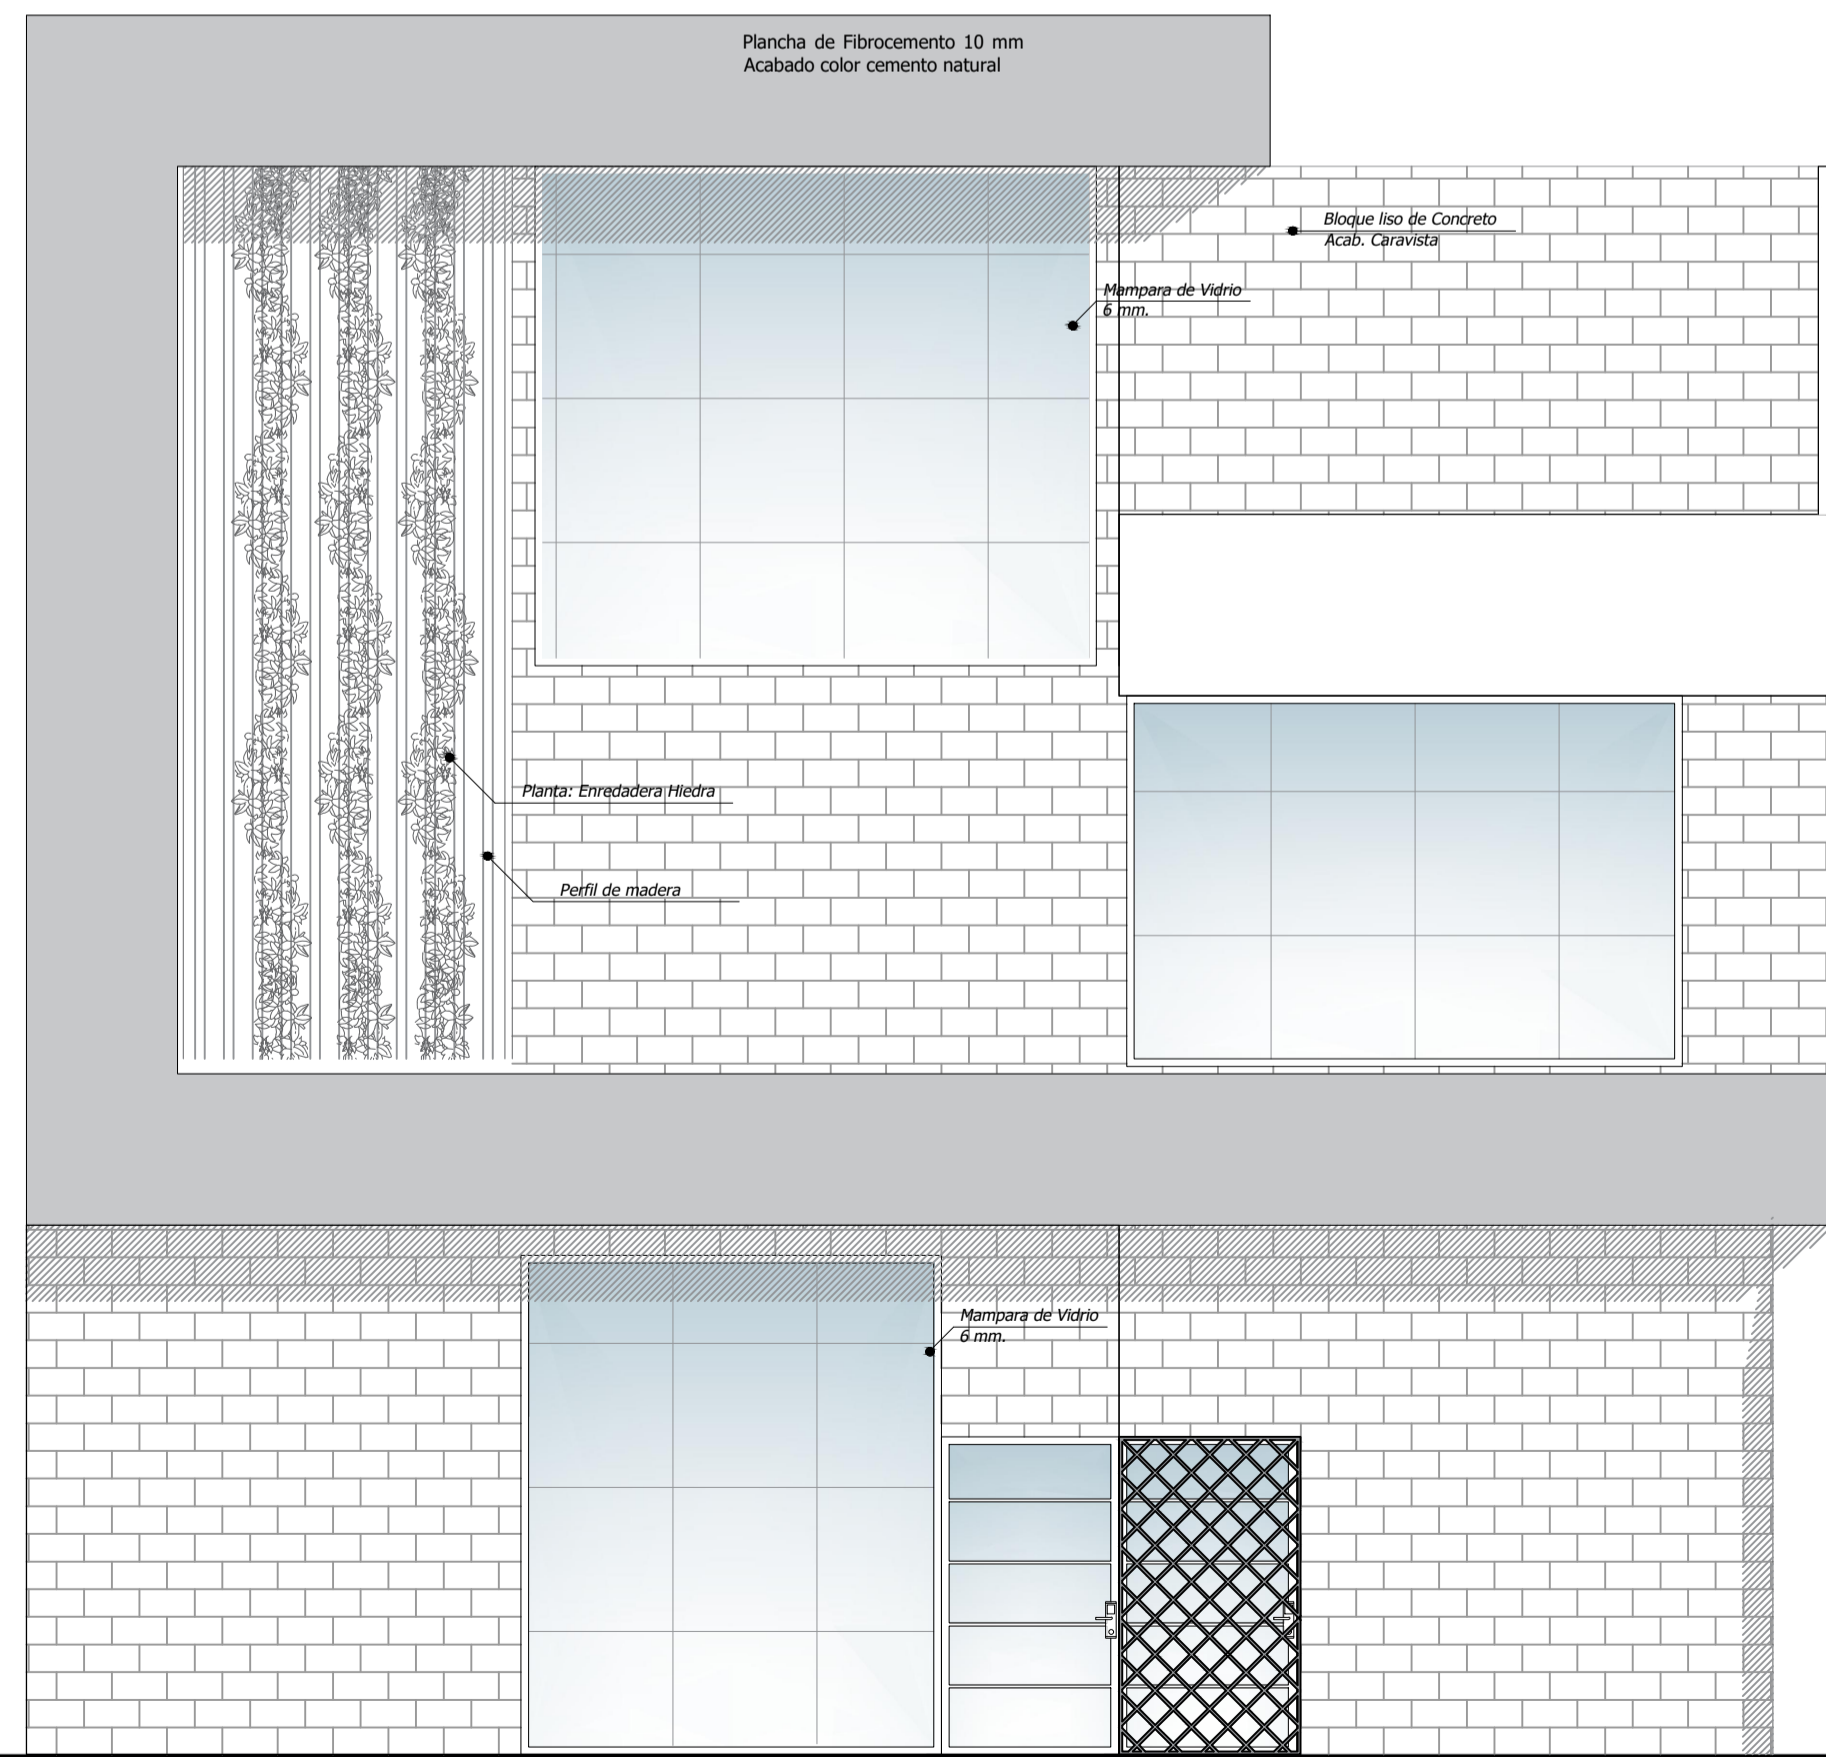 Plancha de Fibrocemento 10 mm
Acabado color cemento natural
Bloque liso de Concreto
Acab. Caravista
Mampara de Vidrio
6 mm.
Planta: Enredadera Hiedra
Perfil de madera
Mampara de Vidrio
6 mm.